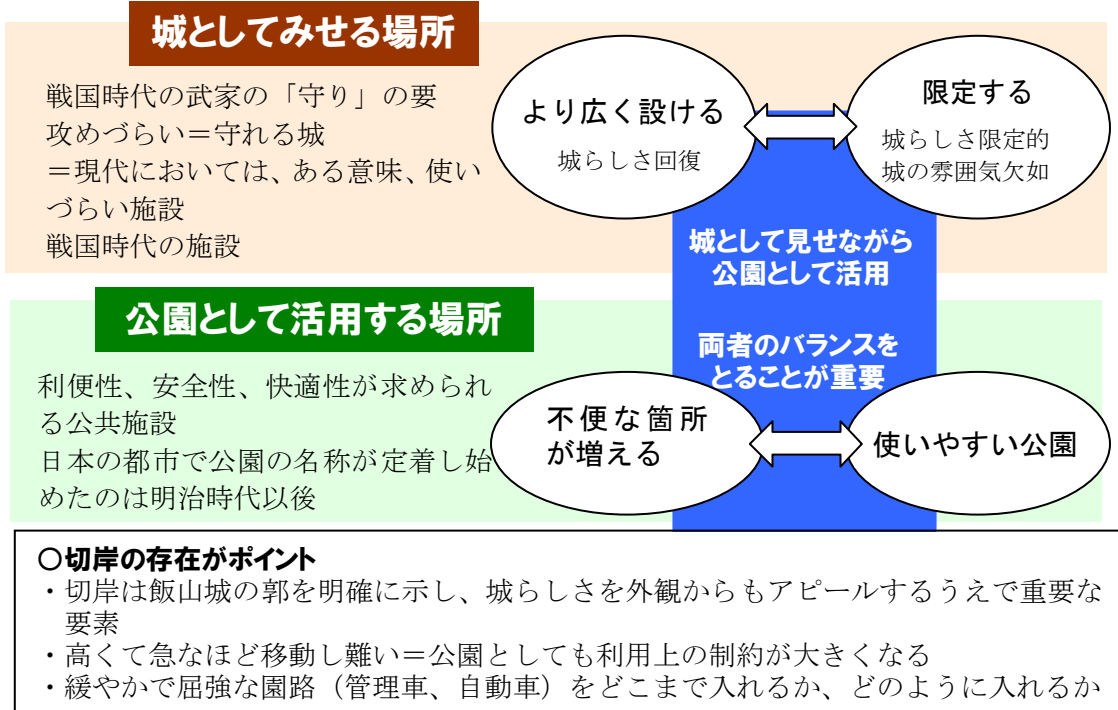 城としてみせる場所
戦国時代の武家の「守り」の要
攻めづらい＝守れる城
＝現代においては、ある意味、使い
づらい施設
戦国時代の施設
より広く設ける
城らしさ回復
限定する
城らしさ限定的
城の雰囲気欠如
城として見せながら
公園として活用
公園として活用する場所
利便性、安全性、快適性が求められ
る公共施設
日本の都市で公園の名称が定着し始
めたのは明治時代以後
両者のバランスを
とることが重要
不便な箇所
が増える
使いやすい公園
○切岸の存在がポイント
・切岸は飯山城の郭を明確に示し、城らしさを外観からもアピールするうえで重要な
要素
・高くて急なほど移動し難い＝公園としても利用上の制約が大きくなる
・緩やかで屈強な園路（管理車、自動車）をどこまで入れるか、どのように入れるか